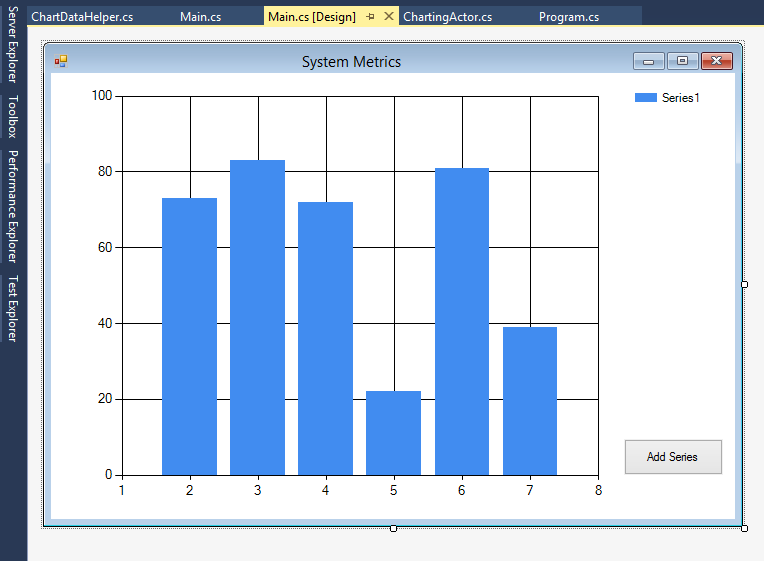 ChartDataHelper.cs Main.cs Main.cs [Design] ChartingActor.cs Program.cs
Server Explorer
Toolbox
Performance Explorer
Test Explorer
System Metrics
100
80
60
40
20
0
1 2 3 4 5 6 7 8
Series1
Add Series